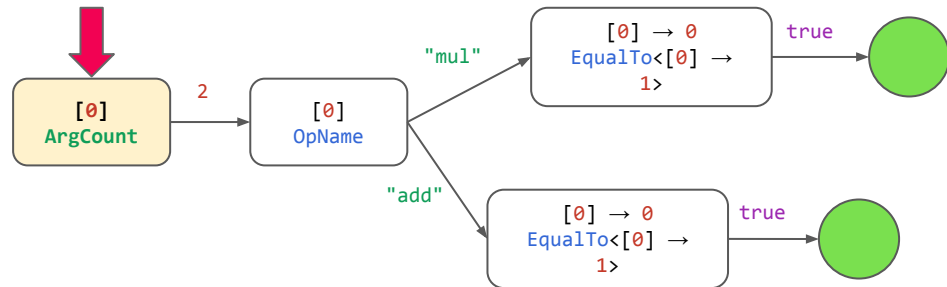 [0]
ArgCount
2
[0]
OpName
"mul"
[0] → 0
EqualTo<[0] →
1>
true
"add"
[0] → 0
EqualTo<[0] →
1>
true